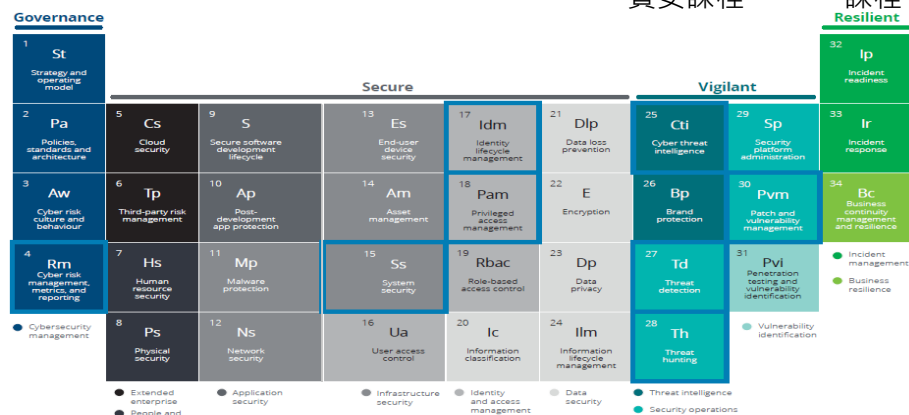 資安課程
課程
Governance
Resilient
1
St
Strategy and
operating
model
32
Ip
Incident
readiness
Secure
Vigilant
2
Pa
Policies,
standards and
architecture
5
Cs
Cloud
security
9
S
Secure software
development
lifecycle
13
Es
End-user
device
security
17
Idm
Identity
lifecycle
management
21
Dlp
Data loss
prevention
25
Cti
Cyber threat
intelligence
29
Sp
Security
platform
administration
33
Ir
Incident
response
3
Aw
Cyber risk
culture and
behaviour
6
Tp
Third-party risk
management
10
Ap
Post-
development
app protection
14
Am
Asset
management
18
Pam
Privileged
access
management
22
E
Encryption
26
Bp
Brand
protection
30
Pvm
Patch and
vulnerability
management
34
Bc
Business
continuity
management
and resilience
4
Rm
Cyber risk
management,
metrics, and
reporting
7
Hs
Human
resource
security
11
Mp
Malware
protection
15
Ss
System
security
19
Rbac
Role-based
access control
23
Dp
Data
privacy
27
Td
Threat
detection
31
Pvi
Penetration
testing and
vulnerability
identification
Incident
management
Business
resilience
Cybersecurity
management
8
Ps
Physical
security
12
Ns
Network
security
16
Ua
User access
control
20
Ic
Information
classification
24
Ilm
Information
lifecycle
management
28
Th
Threat
hunting
Vulnerability
identification
Extended
enterprise
People and
Application
security
Infrastructure
security
Identity
and access
management
Data
security
Threat intelligence
Security operations